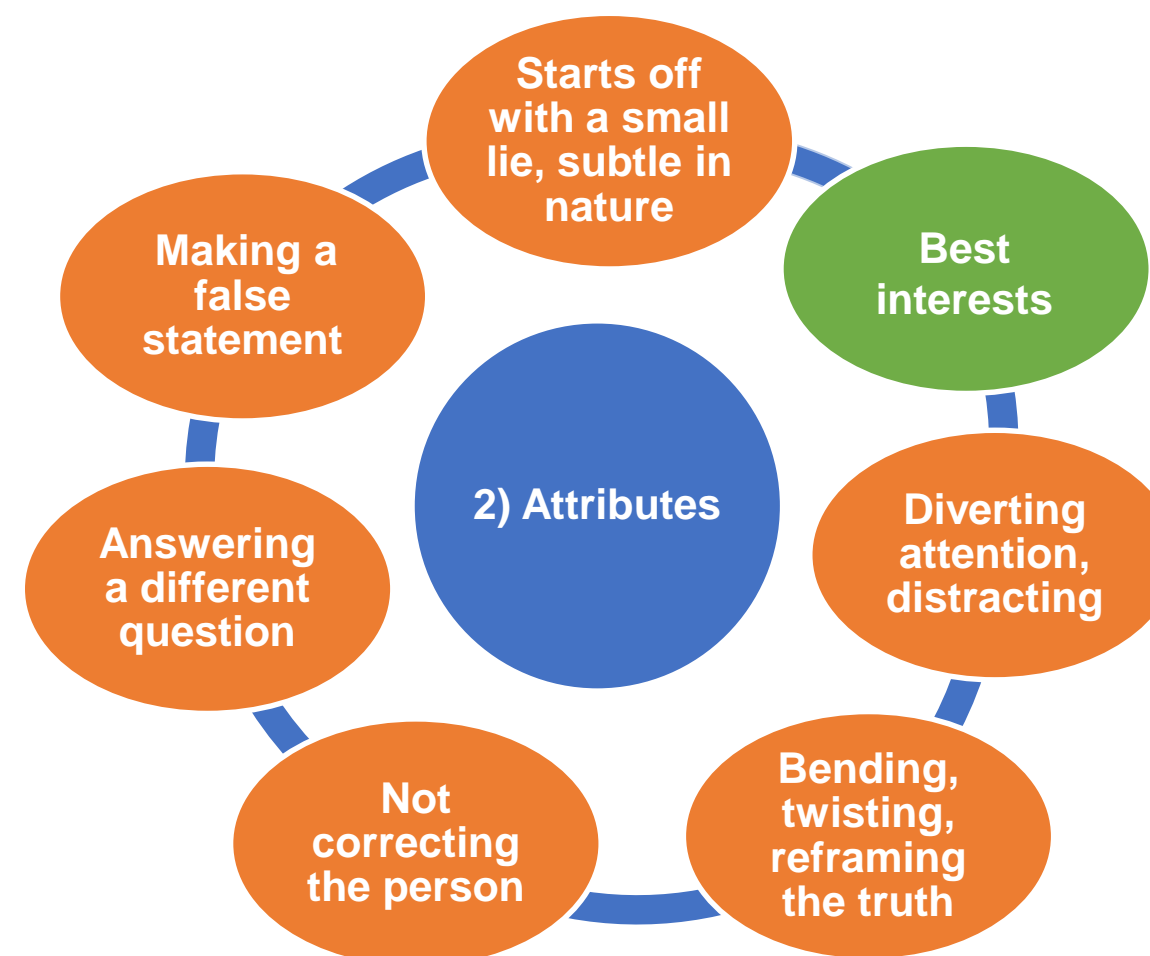 Starts off
with a small
lie, subtle in
nature
Best
interests
Diverting
attention,
distracting
Bending,
twisting,
reframing
the truth
Not
correcting
the person
Answering
a different
question
Making a
false
statement
2) Attributes